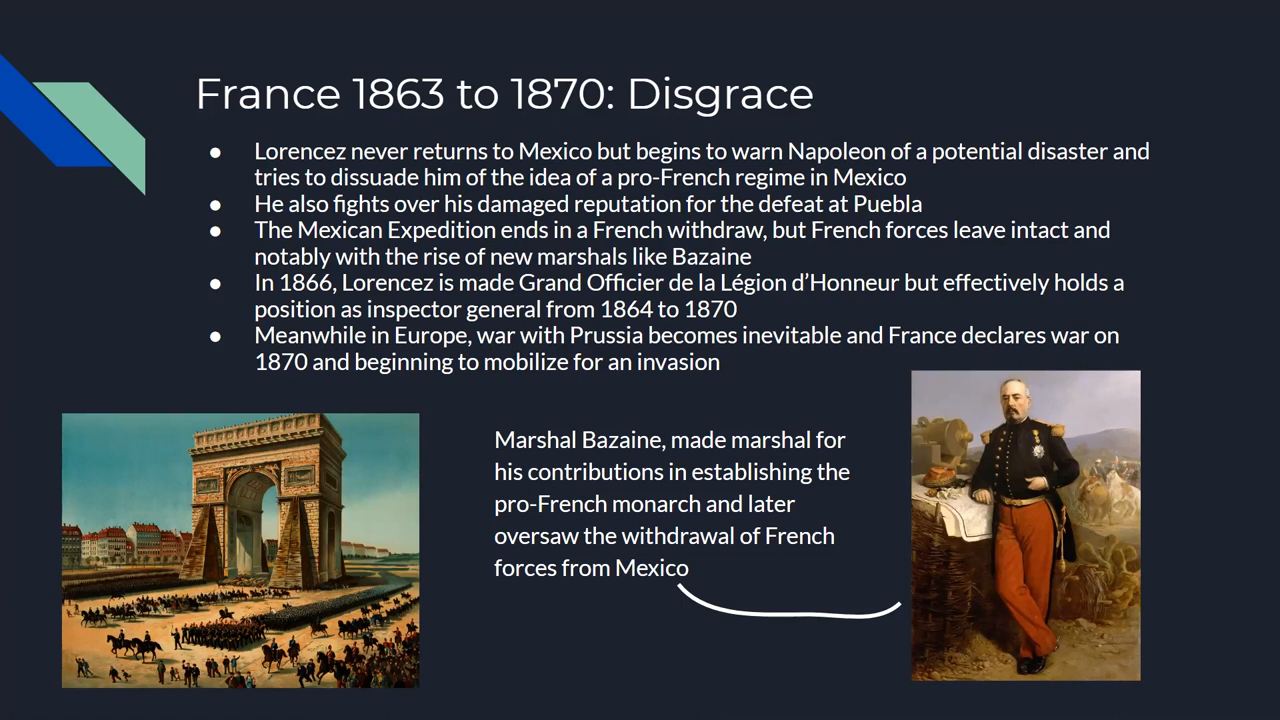 France 1863 to 1870: Disgrace
● Lorencez never returns to Mexico but begins to warn Napoleon of a potential disaster and
tries to dissuade him of the idea of a pro-French regime in Mexico
● He also fights over his damaged reputation for the defeat at Puebla
● The Mexican Expedition ends in a French withdraw, but French forces leave intact and
notably with the rise of new marshals like Bazaine
● In 1866, Lorencez is made Grand Officier de la Légion d’Honneur but effectively holds a
position as inspector general from 1864 to 1870
● Meanwhile in Europe, war with Prussia becomes inevitable and France declares war on
1870 and beginning to mobilize for an invasion
Marshal Bazaine, made marshal for
his contributions in establishing the
pro-French monarch and later
oversaw the withdrawal of French
forces from Mexico